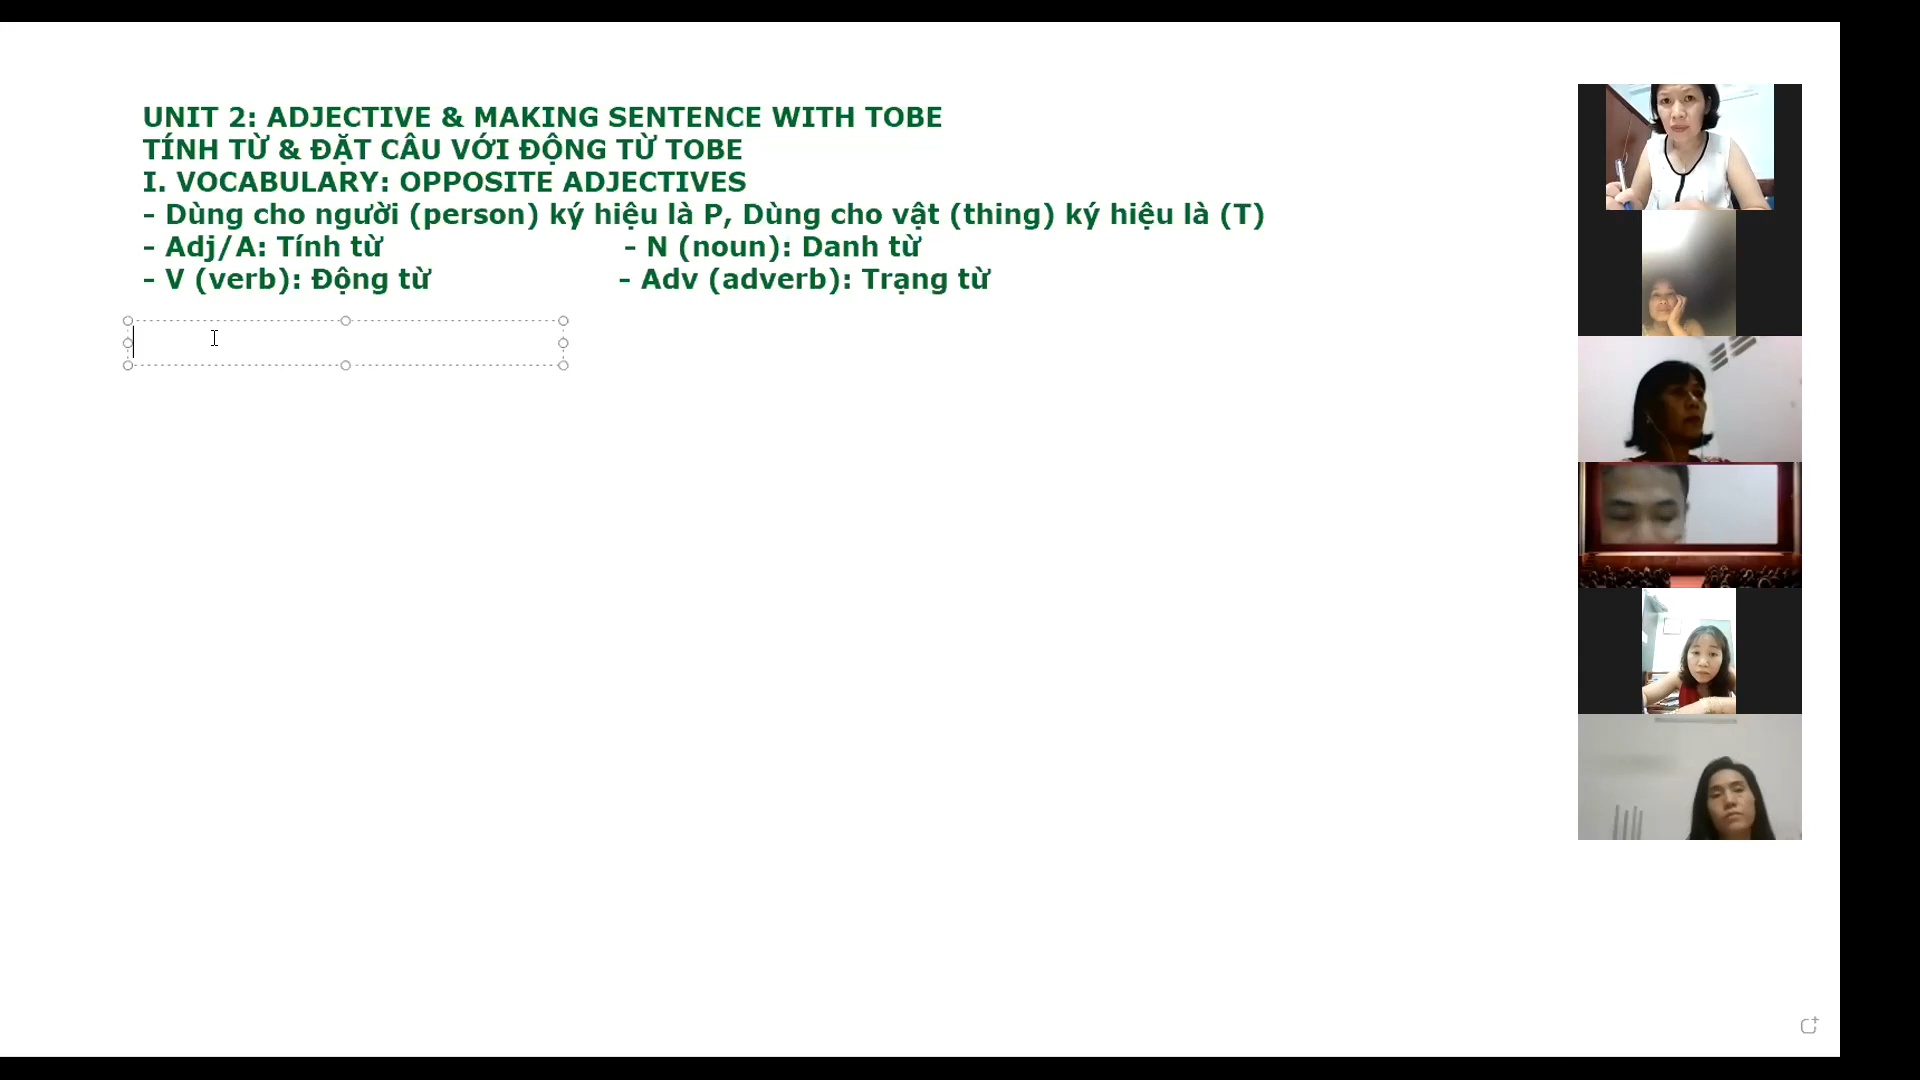 UNIT 2: ADJECTIVE & MAKING SENTENCE WITH TOBE
TÍNH TỪ & ĐẶT CÂU VỚI ĐỘNG TỪ TOBE
I. VOCABULARY: OPPOSITE ADJECTIVES
- Dùng cho người (person) ký hiệu là P, Dùng cho vật (thing) ký hiệu là (T)
- Adj/A: Tính từ - N (noun): Danh từ
- V (verb): Động từ - Adv (adverb): Trạng từ